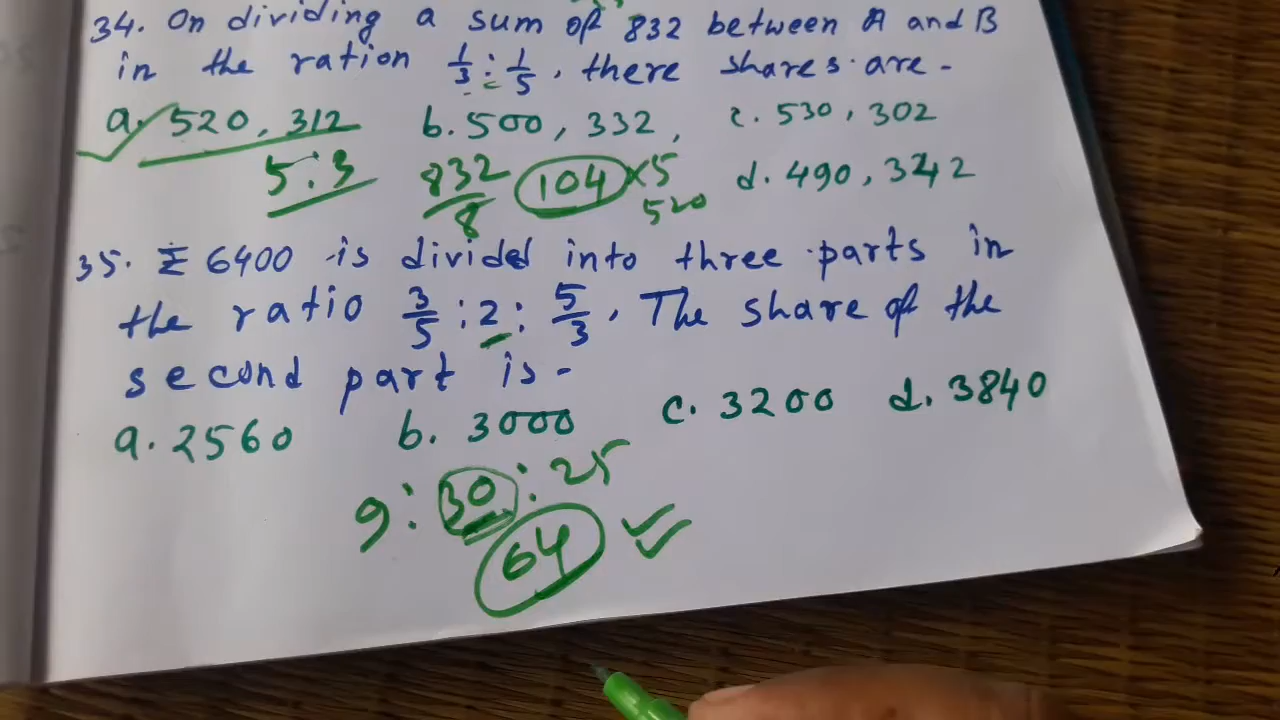 34. On dividing a sum of 832 between A and B
in the ration 1/3 : 1/5, there shares are -
a. 520, 312 b. 500, 332, c. 530, 302
5:3 832/8 104 ×5 d. 490, 342
520
35. ₹ 6400 is divided into three parts in
the ratio 3/5 : 2 : 5/3. The share of the
second part is -
a. 2560 b. 3000 c. 3200 d. 3840
9 : 30 : 25
64